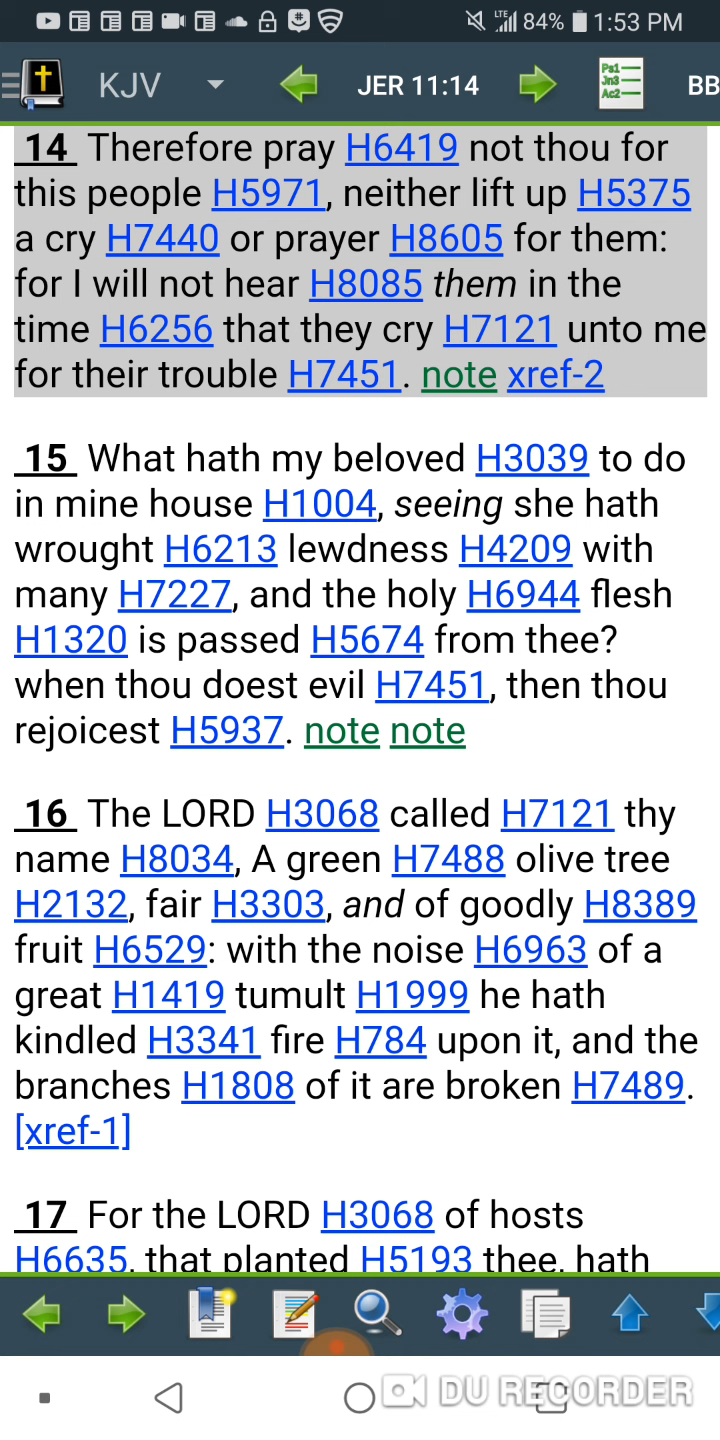 LTE 84% 1:53 PM
KJV JER 11:14 Ps1 Jn3 Ac2 BB
14 Therefore pray H6419 not thou for
this people H5971, neither lift up H5375
a cry H7440 or prayer H8605 for them:
for I will not hear H8085 them in the
time H6256 that they cry H7121 unto me
for their trouble H7451. note xref-2
15 What hath my beloved H3039 to do
in mine house H1004, seeing she hath
wrought H6213 lewdness H4209 with
many H7227, and the holy H6944 flesh
H1320 is passed H5674 from thee?
when thou doest evil H7451, then thou
rejoicest H5937. note note
16 The LORD H3068 called H7121 thy
name H8034, A green H7488 olive tree
H2132, fair H3303, and of goodly H8389
fruit H6529: with the noise H6963 of a
great H1419 tumult H1999 he hath
kindled H3341 fire H784 upon it, and the
branches H1808 of it are broken H7489.
[xref-1]
17 For the LORD H3068 of hosts
H6635, that planted H5193 thee, hath
DU RECORDER